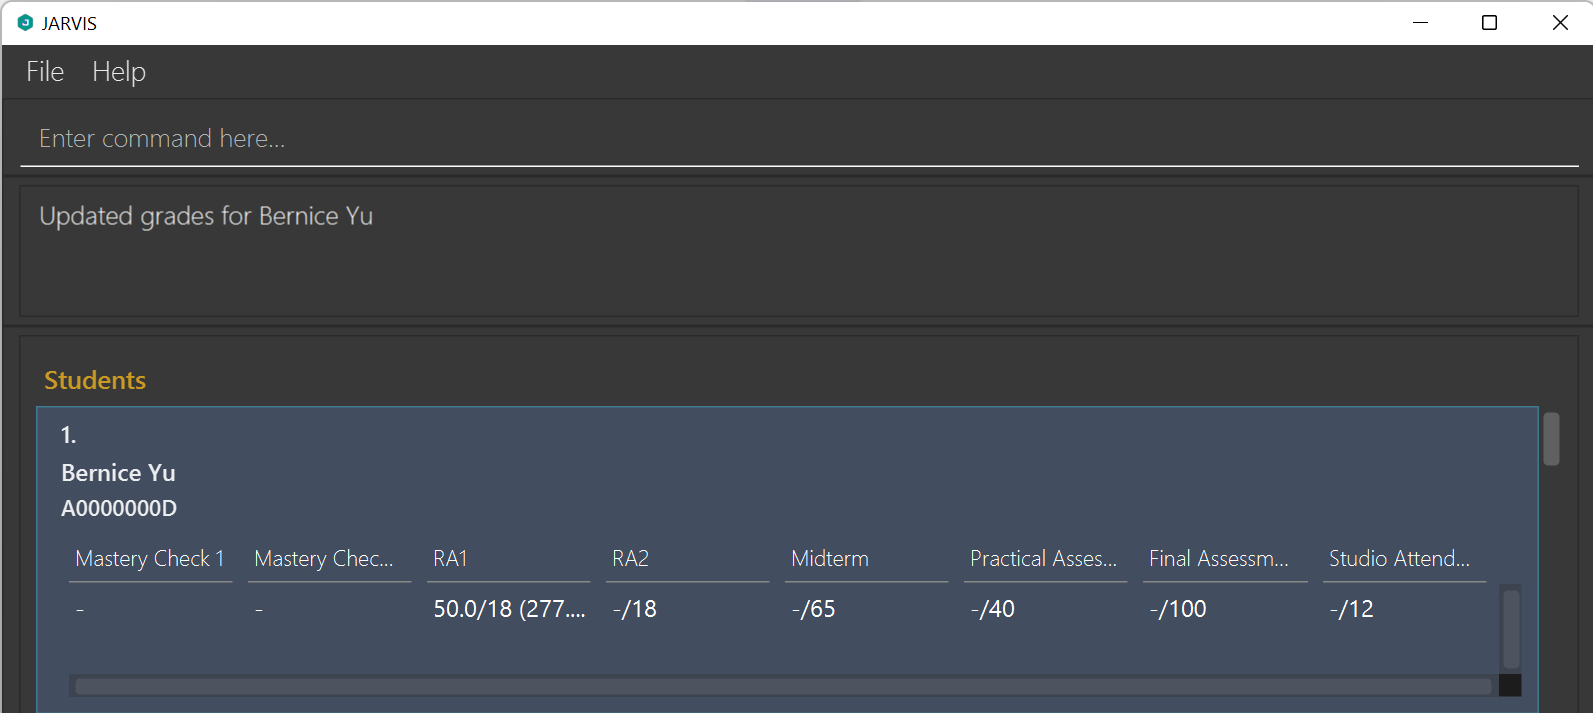 JARVIS
File Help
Enter command here...
Updated grades for Bernice Yu
Students
1.
Bernice Yu
A0000000D
Mastery Check 1 Mastery Chec... RA1 RA2 Midterm Practical Asses... Final Assessm... Studio Attend...
- - 50.0/18 (277.... -/18 -/65 -/40 -/100 -/12